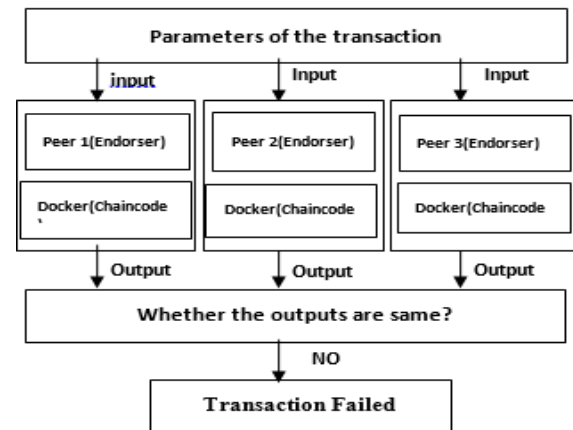 Parameters of the transaction
input Input Input
Peer 1(Endorser) Peer 2(Endorser) Peer 3(Endorser)
Docker(Chaincode Docker(Chaincode Docker(Chaincode
Output Output Output
Whether the outputs are same?
NO
Transaction Failed